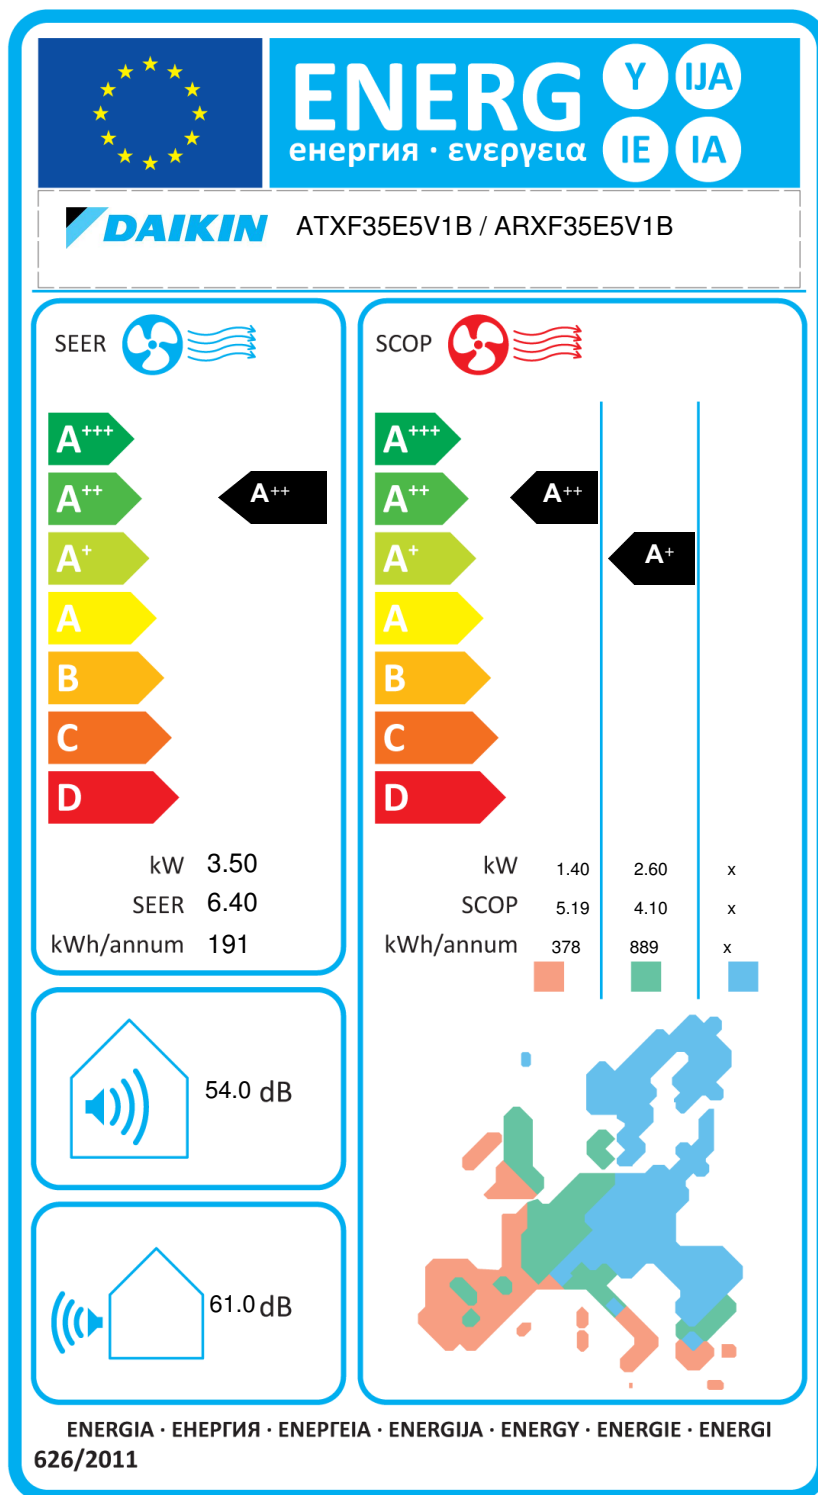 ENERG
Y IJA
IE IA
енергия · ενεργεια
DAIKIN ATXF35E5V1B / ARXF35E5V1B
SEER
A+++
A++ A++
A+
A
B
C
D
kW 3.50
SEER 6.40
kWh/annum 191
SCOP
A+++
A++ A++
A+ A+
A
B
C
D
kW 1.40 2.60 x
SCOP 5.19 4.10 x
kWh/annum 378 889 x
54.0 dB
61.0 dB
ENERGIA · ЕНЕРГИЯ · ΕΝΕΡΓΕΙΑ · ENERGIJA · ENERGY · ENERGIE · ENERGI
626/2011